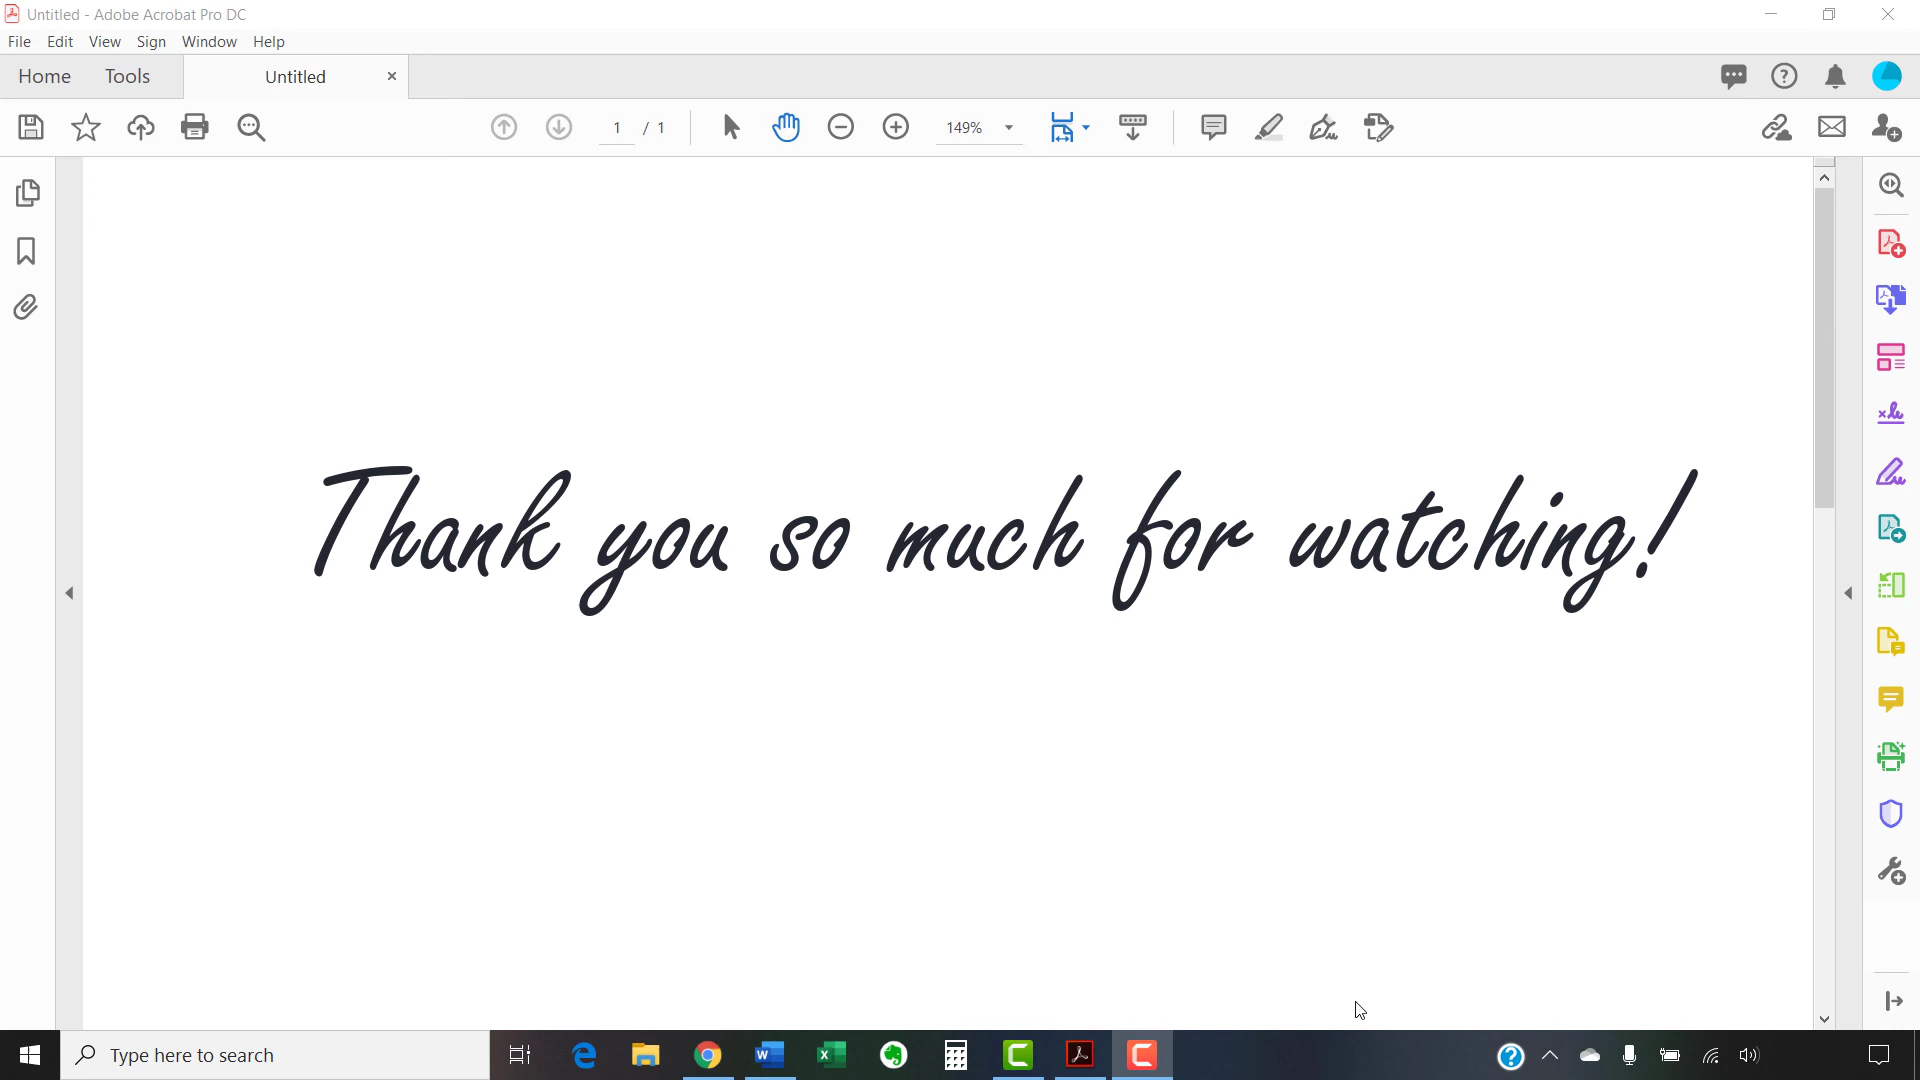 Untitled - Adobe Acrobat Pro DC
File Edit View Sign Window Help
Home Tools Untitled
1 / 1 149%
Thank you so much for watching!
Type here to search